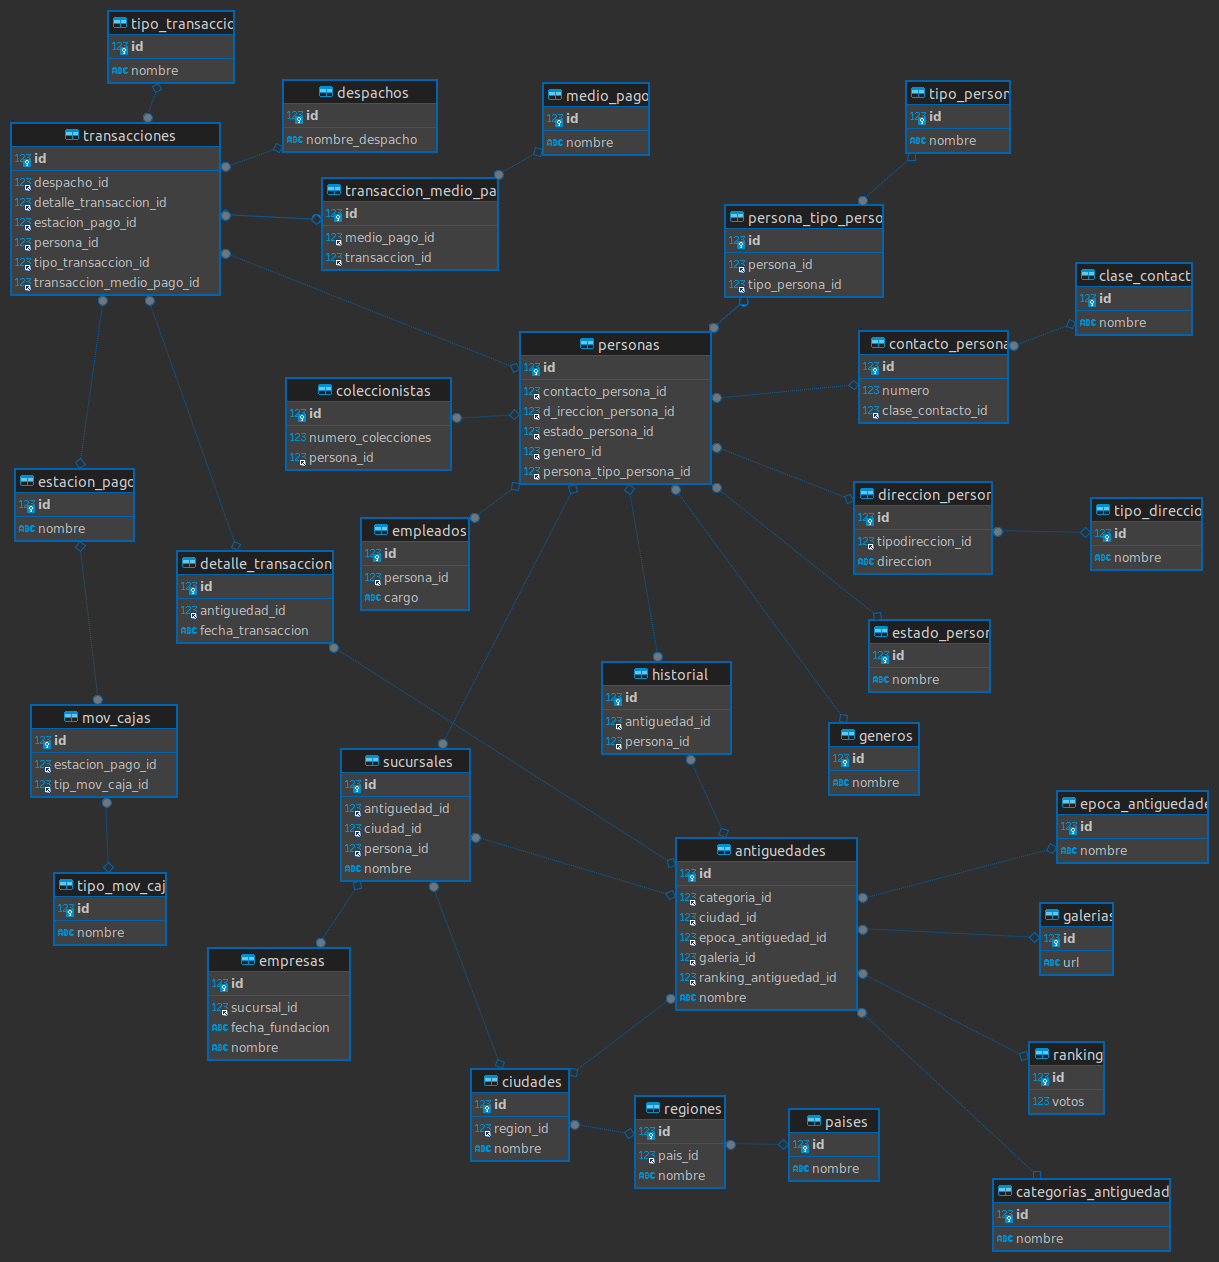 tipo_transaccio
id
nombre
despachos
id
nombre_despacho
medio_pago
id
nombre
tipo_person
id
nombre
transacciones
id
despacho_id
detalle_transaccion_id
estacion_pago_id
persona_id
tipo_transaccion_id
transaccion_medio_pago_id
transaccion_medio_pa
id
medio_pago_id
transaccion_id
persona_tipo_perso
id
persona_id
tipo_persona_id
clase_contact
id
nombre
personas
id
contacto_persona_id
d_ireccion_persona_id
estado_persona_id
genero_id
persona_tipo_persona_id
contacto_persona
id
numero
clase_contacto_id
coleccionistas
id
numero_colecciones
persona_id
estacion_pago
id
nombre
empleados
id
persona_id
cargo
direccion_person
id
tipodireccion_id
direccion
tipo_direccio
id
nombre
detalle_transaccion
id
antiguedad_id
fecha_transaccion
estado_person
id
nombre
historial
id
antiguedad_id
persona_id
mov_cajas
id
estacion_pago_id
tip_mov_caja_id
sucursales
id
antiguedad_id
ciudad_id
persona_id
nombre
generos
id
nombre
epoca_antiguedade
id
nombre
antiguedades
id
categoria_id
ciudad_id
epoca_antiguedad_id
galeria_id
ranking_antiguedad_id
nombre
tipo_mov_caj
id
nombre
galerias
id
url
empresas
id
sucursal_id
fecha_fundacion
nombre
ranking
id
votos
ciudades
id
region_id
nombre
regiones
id
pais_id
nombre
paises
id
nombre
categorias_antiguedad
id
nombre